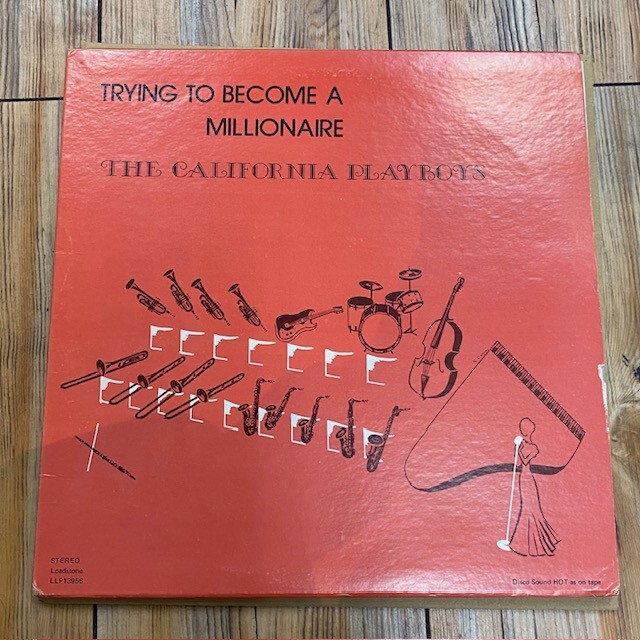 TRYING TO BECOME A
MILLIONAIRE
THE CALIFORNIA PLAYBOYS
STEREO
Loadstone
LLP13956
Disco Sound HOT as on tape